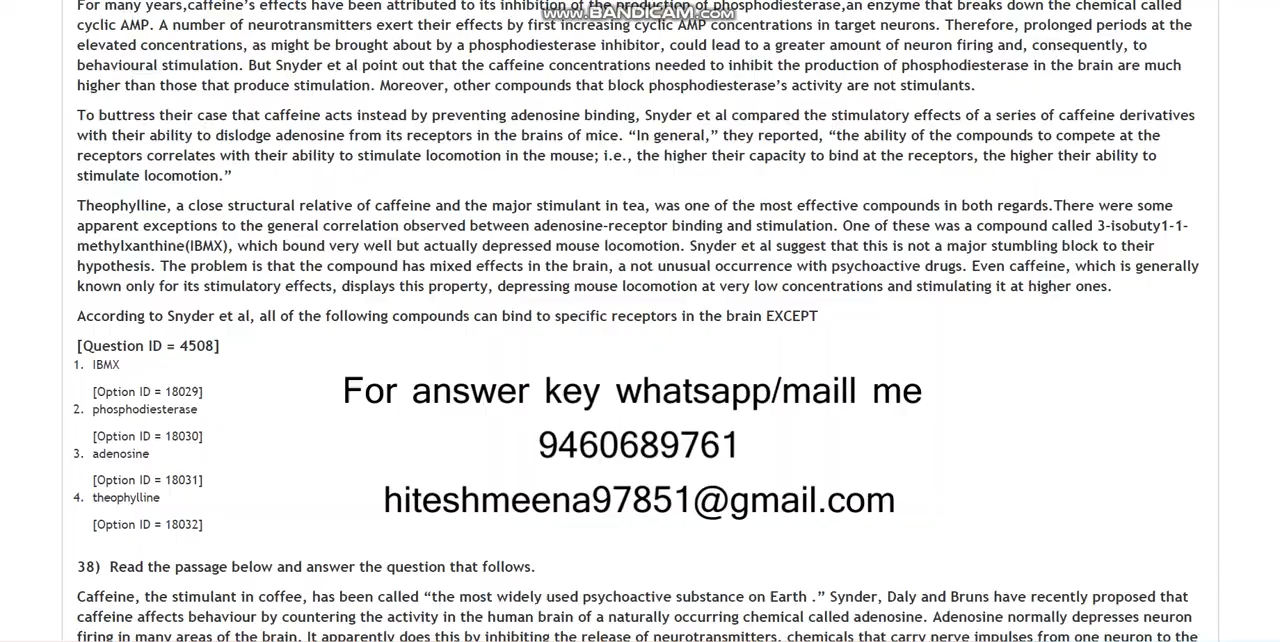 For many years,caffeine's effects have been attributed to its inhibition of the production of phosphodiesterase,an enzyme that breaks down the chemical called
www.BANDICAM.com
cyclic AMP. A number of neurotransmitters exert their effects by first increasing cyclic AMP concentrations in target neurons. Therefore, prolonged periods at the
elevated concentrations, as might be brought about by a phosphodiesterase inhibitor, could lead to a greater amount of neuron firing and, consequently, to
behavioural stimulation. But Snyder et al point out that the caffeine concentrations needed to inhibit the production of phosphodiesterase in the brain are much
higher than those that produce stimulation. Moreover, other compounds that block phosphodiesterase's activity are not stimulants.
To buttress their case that caffeine acts instead by preventing adenosine binding, Snyder et al compared the stimulatory effects of a series of caffeine derivatives
with their ability to dislodge adenosine from its receptors in the brains of mice. “In general,” they reported, “the ability of the compounds to compete at the
receptors correlates with their ability to stimulate locomotion in the mouse; i.e., the higher their capacity to bind at the receptors, the higher their ability to
stimulate locomotion.”
Theophylline, a close structural relative of caffeine and the major stimulant in tea, was one of the most effective compounds in both regards.There were some
apparent exceptions to the general correlation observed between adenosine-receptor binding and stimulation. One of these was a compound called 3-isobuty1-1-
methylxanthine(IBMX), which bound very well but actually depressed mouse locomotion. Snyder et al suggest that this is not a major stumbling block to their
hypothesis. The problem is that the compound has mixed effects in the brain, a not unusual occurrence with psychoactive drugs. Even caffeine, which is generally
known only for its stimulatory effects, displays this property, depressing mouse locomotion at very low concentrations and stimulating it at higher ones.
According to Snyder et al, all of the following compounds can bind to specific receptors in the brain EXCEPT
[Question ID = 4508]
1. IBMX
[Option ID = 18029]
2. phosphodiesterase
[Option ID = 18030]
3. adenosine
[Option ID = 18031]
4. theophylline
[Option ID = 18032]
For answer key whatsapp/maill me
9460689761
hiteshmeena97851@gmail.com
38) Read the passage below and answer the question that follows.
Caffeine, the stimulant in coffee, has been called “the most widely used psychoactive substance on Earth .” Synder, Daly and Bruns have recently proposed that
caffeine affects behaviour by countering the activity in the human brain of a naturally occurring chemical called adenosine. Adenosine normally depresses neuron
firing in many areas of the brain. It apparently does this by inhibiting the release of neurotransmitters, chemicals that carry nerve impulses from one neuron to the